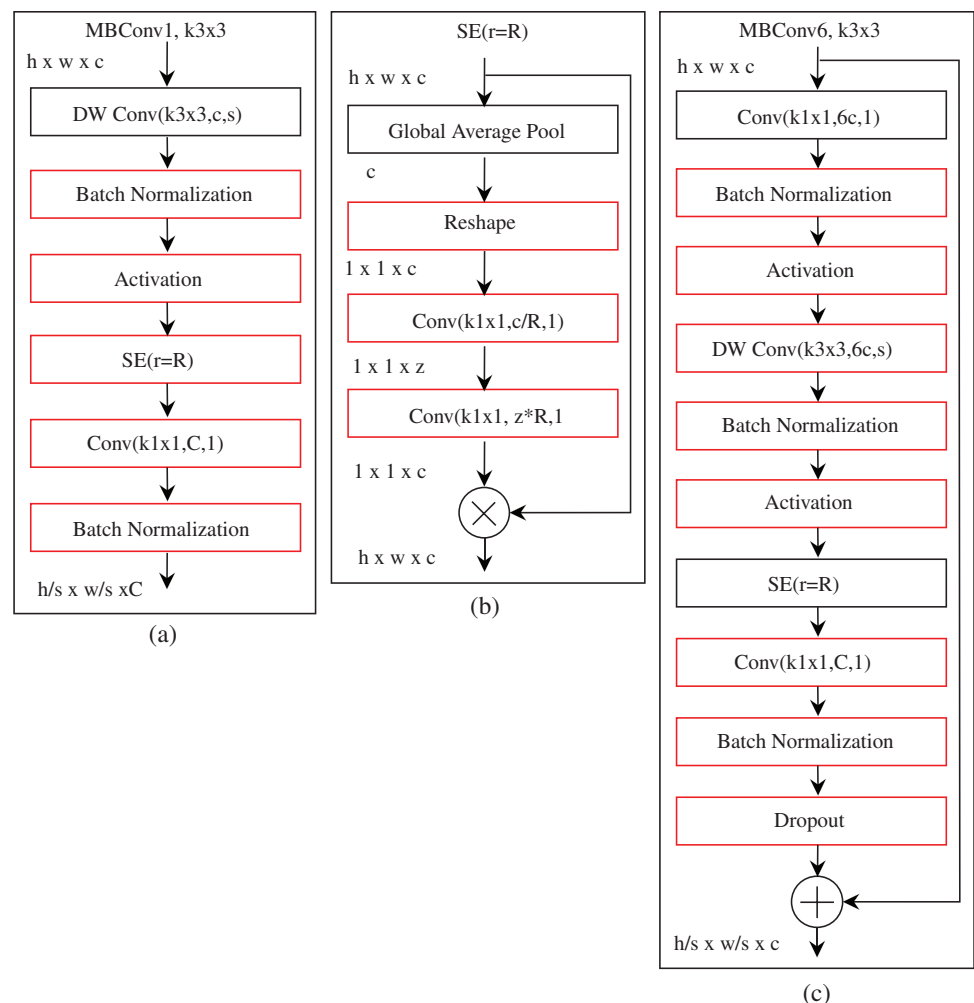 MBConv1, k3x3
h x w x c
DW Conv(k3x3,c,s)
Batch Normalization
Activation
SE(r=R)
Conv(k1x1,C,1)
Batch Normalization
h/s x w/s xC
(a)
SE(r=R)
h x w x c
Global Average Pool
c
Reshape
1 x 1 x c
Conv(k1x1,c/R,1)
1 x 1 x z
Conv(k1x1, z*R,1
1 x 1 x c
h x w x c
(b)
MBConv6, k3x3
h x w x c
Conv(k1x1,6c,1)
Batch Normalization
Activation
DW Conv(k3x3,6c,s)
Batch Normalization
Activation
SE(r=R)
Conv(k1x1,C,1)
Batch Normalization
Dropout
h/s x w/s x c
(c)